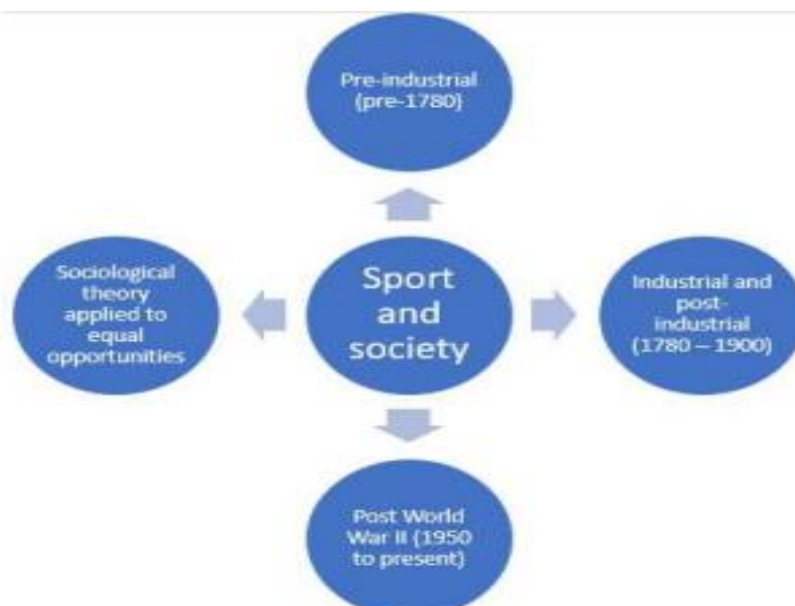 Pre-industrial
(pre-1780)
Sociological
theory
applied to
equal
opportunities
Sport
and
society
Industrial and
post-
industrial
(1780 – 1900)
Post World
War II (1950
to present)